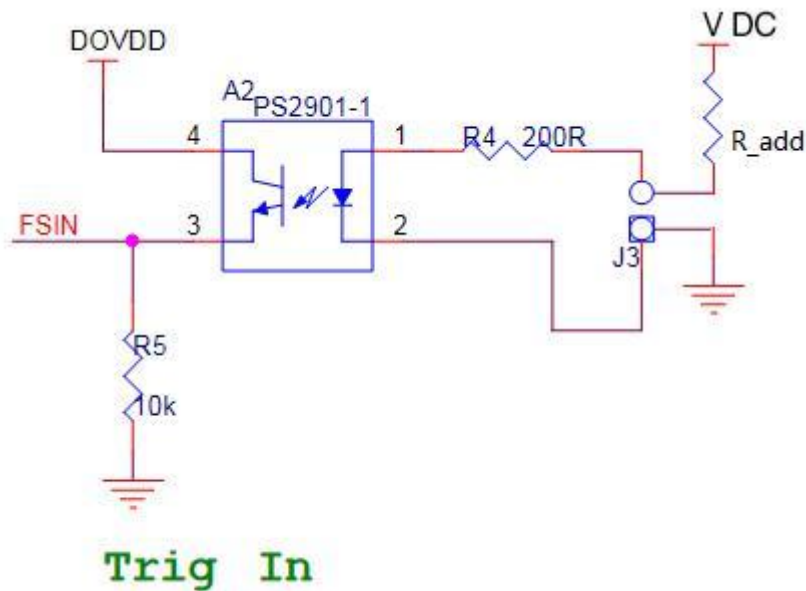 V DC
DOVDD
A2
PS2901-1
4
1
R4 200R
R_add
FSIN
3
2
J3
R5
10k
Trig In